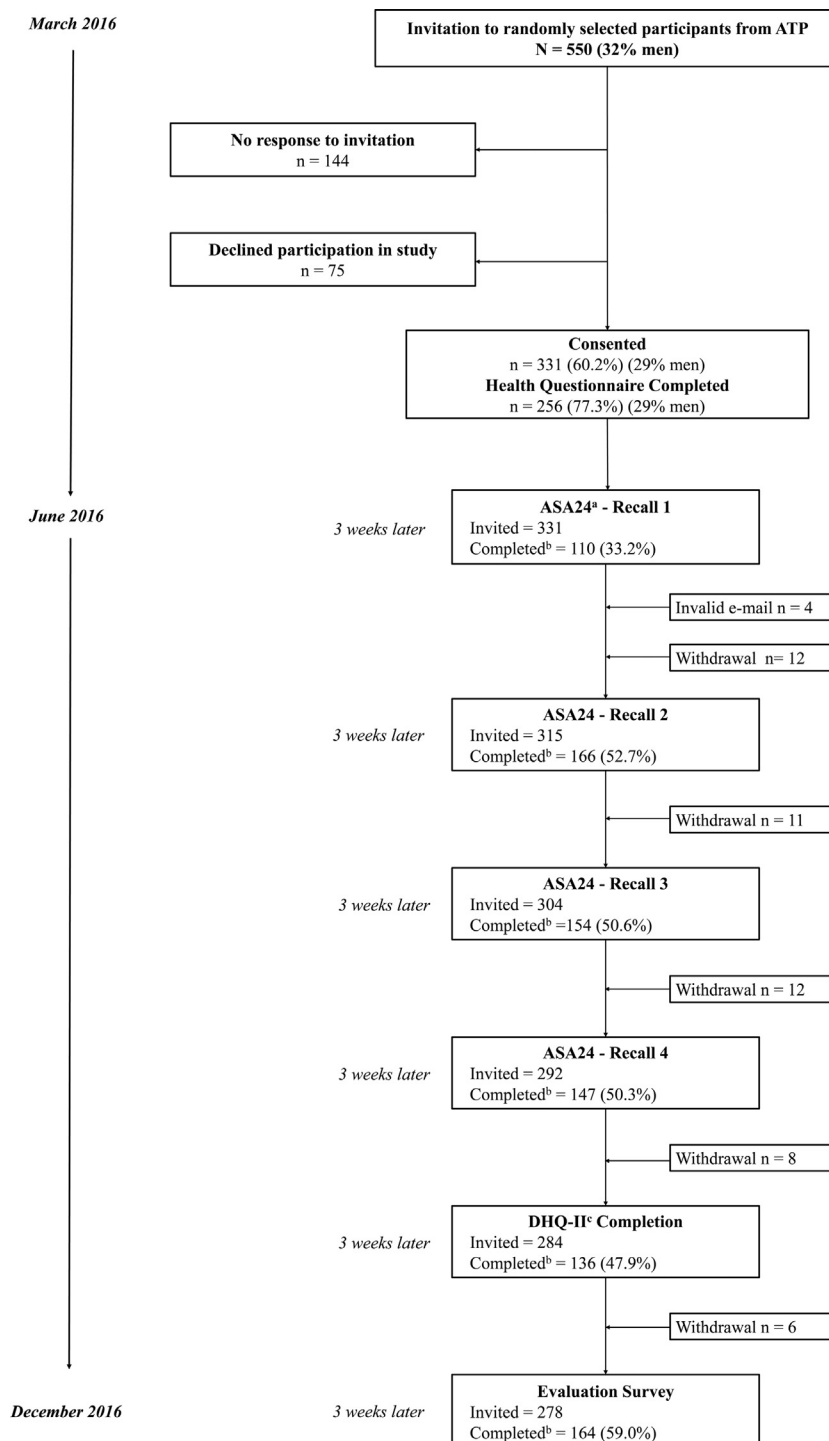 March 2016
Invitation to randomly selected participants from ATP
N = 550 (32% men)
No response to invitation
n = 144
Declined participation in study
n = 75
Consented
n = 331 (60.2%) (29% men)
Health Questionnaire Completed
n = 256 (77.3%) (29% men)
June 2016
3 weeks later
ASA24ᵃ - Recall 1
Invited = 331
Completedᵇ = 110 (33.2%)
Invalid e-mail n = 4
Withdrawal n= 12
3 weeks later
ASA24 - Recall 2
Invited = 315
Completedᵇ = 166 (52.7%)
Withdrawal n = 11
3 weeks later
ASA24 - Recall 3
Invited = 304
Completedᵇ =154 (50.6%)
Withdrawal n = 12
3 weeks later
ASA24 - Recall 4
Invited = 292
Completedᵇ = 147 (50.3%)
Withdrawal n = 8
3 weeks later
DHQ-IIᶜ Completion
Invited = 284
Completedᵇ = 136 (47.9%)
Withdrawal n = 6
December 2016
3 weeks later
Evaluation Survey
Invited = 278
Completedᵇ = 164 (59.0%)